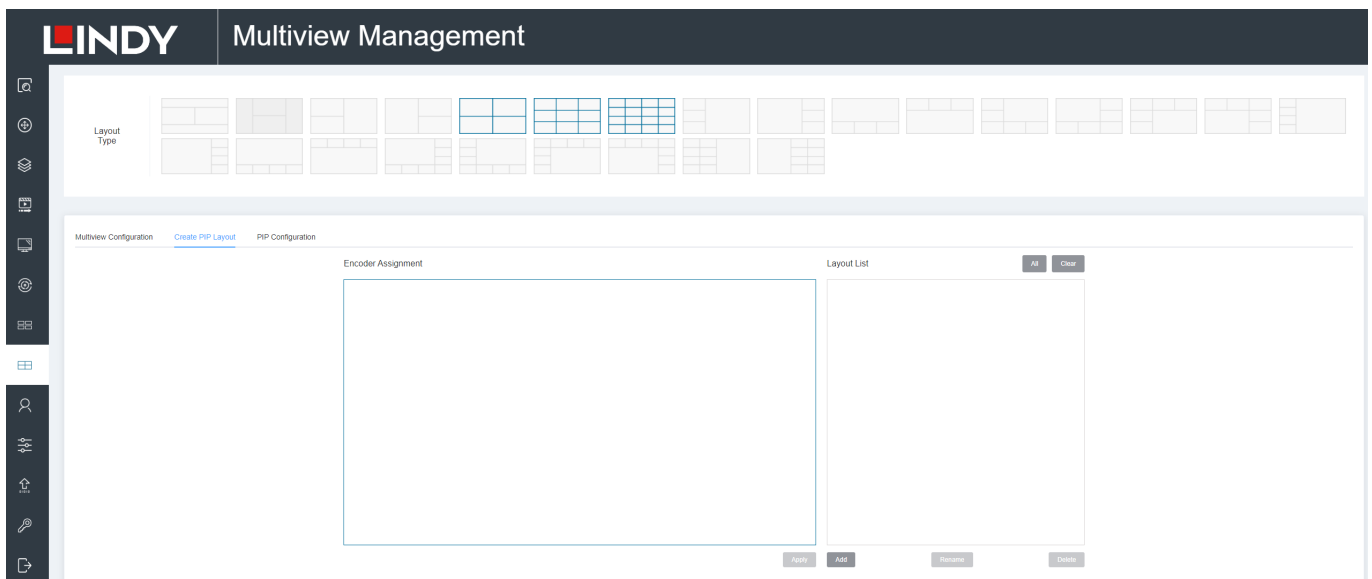 LINDY
Multiview Management
Layout
Type
Multiview Configuration
Create PIP Layout
PIP Configuration
Encoder Assignment
Layout List
All
Clear
Apply
Add
Rename
Delete